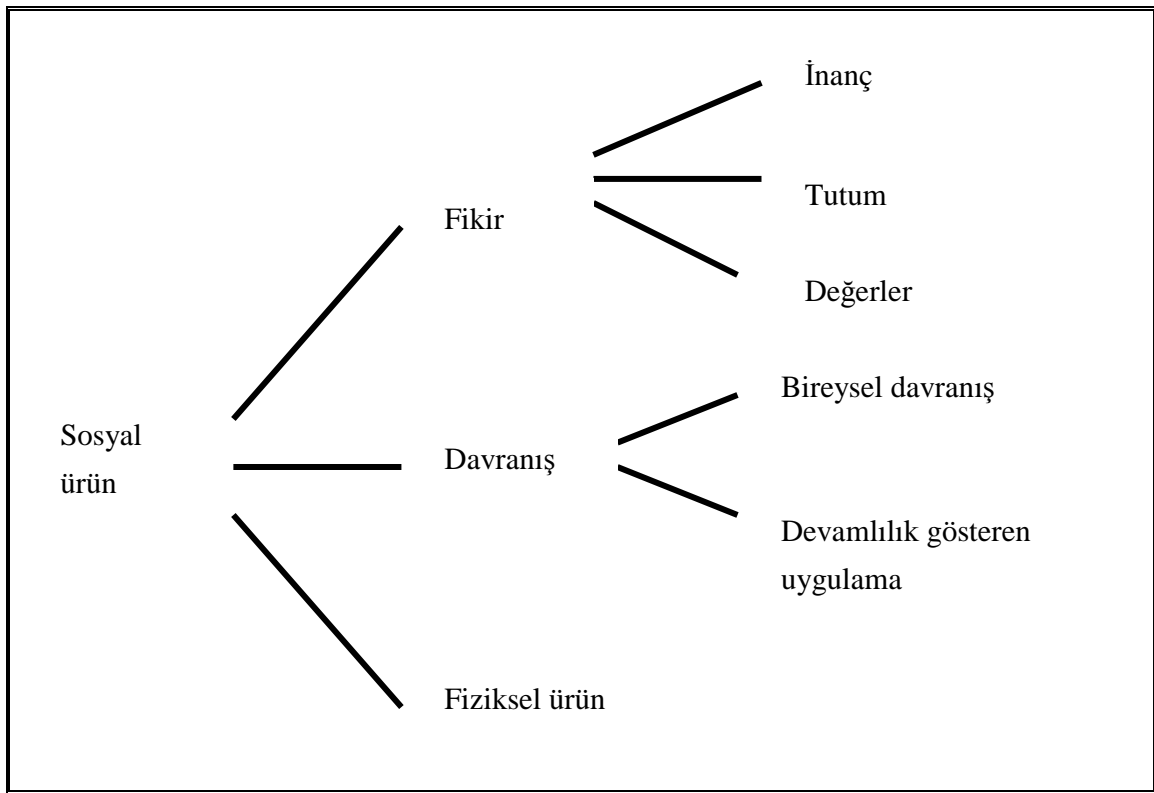 İnanç
Tutum
Fikir
Değerler
Bireysel davranış
Sosyal
ürün
Davranış
Devamlılık gösteren
uygulama
Fiziksel ürün